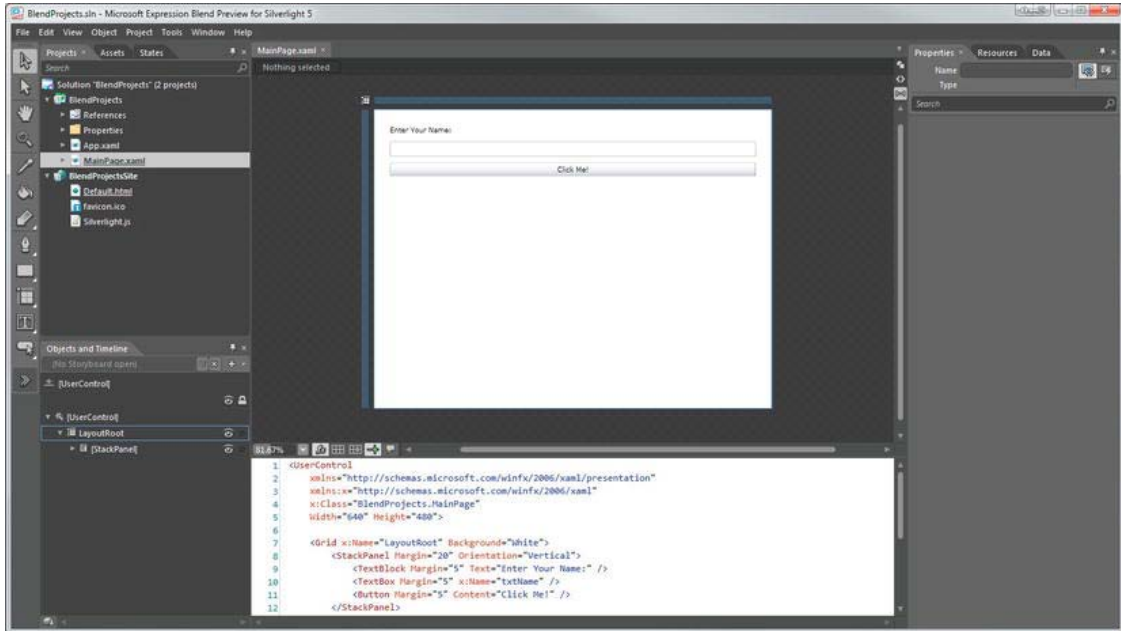 BlendProjects.sln - Microsoft Expression Blend Preview for Silverlight 5
File Edit View Object Project Tools Window Help
Projects Assets States
Search
Solution "BlendProjects" (2 projects)
BlendProjects
References
Properties
App.xaml
MainPage.xaml
BlendProjectsSite
Default.html
favicon.ico
Silverlight.js
Objects and Timeline
(No Storyboard open)
[UserControl]
[UserControl]
LayoutRoot
[StackPanel]
MainPage.xaml
Nothing selected
Enter Your Name:
Click Me!
81.67%
1 <UserControl
2 xmlns="http://schemas.microsoft.com/winfx/2006/xaml/presentation"
3 xmlns:x="http://schemas.microsoft.com/winfx/2006/xaml"
4 x:Class="BlendProjects.MainPage"
5 Width="640" Height="480">
6
7 <Grid x:Name="LayoutRoot" Background="White">
8 <StackPanel Margin="20" Orientation="Vertical">
9 <TextBlock Margin="5" Text="Enter Your Name:" />
10 <TextBox Margin="5" x:Name="txtName" />
11 <Button Margin="5" Content="Click Me!" />
12 </StackPanel>
Properties Resources Data
Name
Type
Search